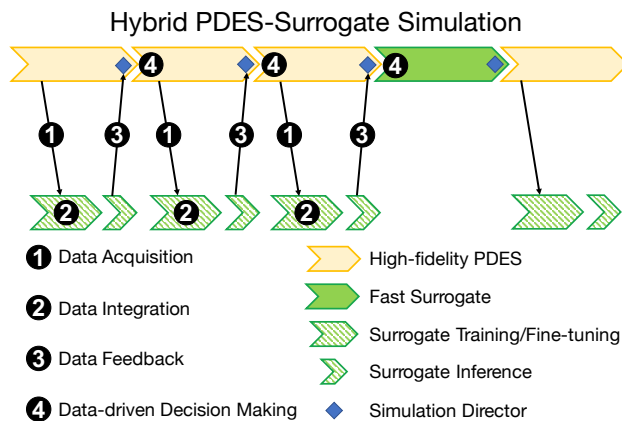 Hybrid PDES-Surrogate Simulation
4 4 4
1 3 1 3 1 3
2 2 2
1 Data Acquisition
High-fidelity PDES
2 Data Integration
Fast Surrogate
Surrogate Training/Fine-tuning
3 Data Feedback
Surrogate Inference
4 Data-driven Decision Making
Simulation Director